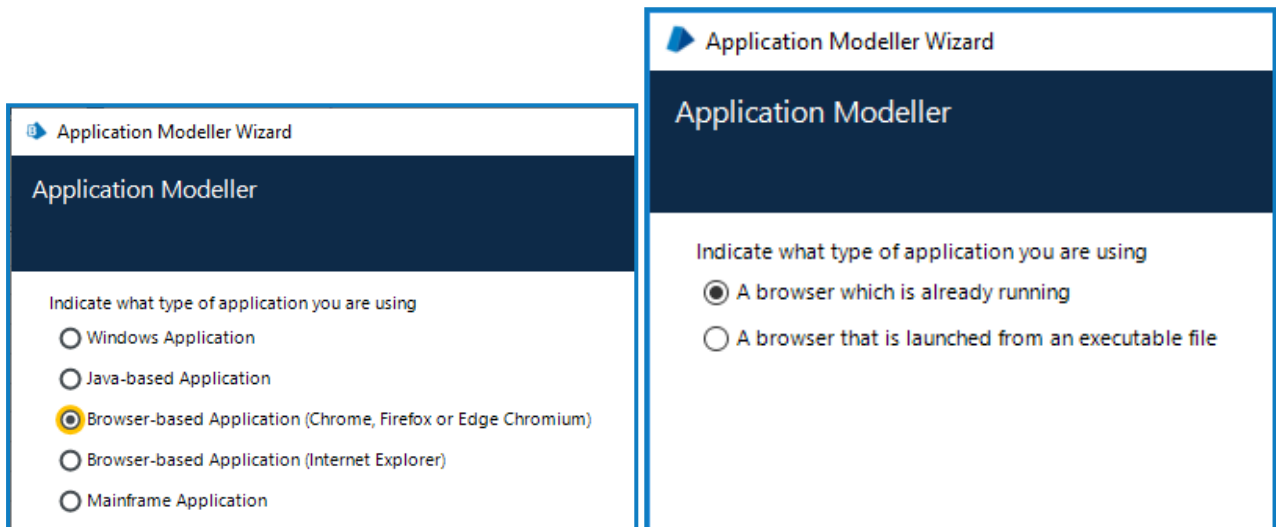 Application Modeller Wizard
Application Modeller
Indicate what type of application you are using
Windows Application
Java-based Application
Browser-based Application (Chrome, Firefox or Edge Chromium)
Browser-based Application (Internet Explorer)
Mainframe Application
Application Modeller Wizard
Application Modeller
Indicate what type of application you are using
A browser which is already running
A browser that is launched from an executable file